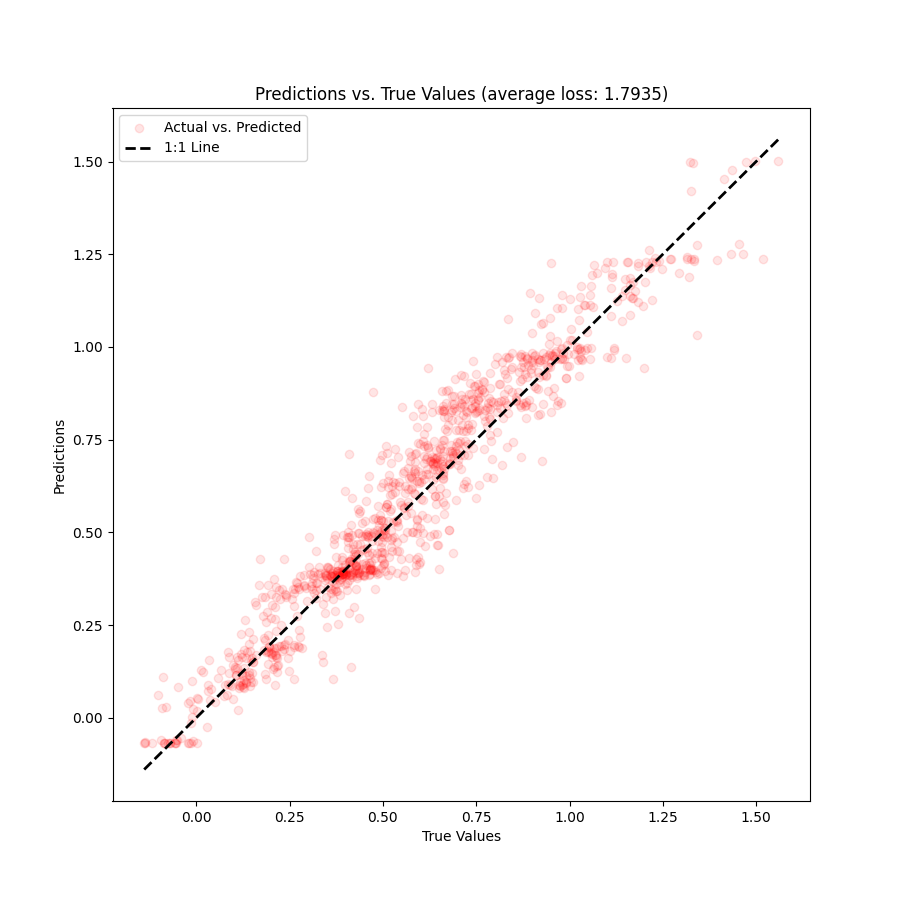 Predictions vs. True Values (average loss: 1.7935)
Actual vs. Predicted
1:1 Line
1.50
1.25
1.00
0.75
0.50
0.25
0.00
Predictions
0.00 0.25 0.50 0.75 1.00 1.25 1.50
True Values